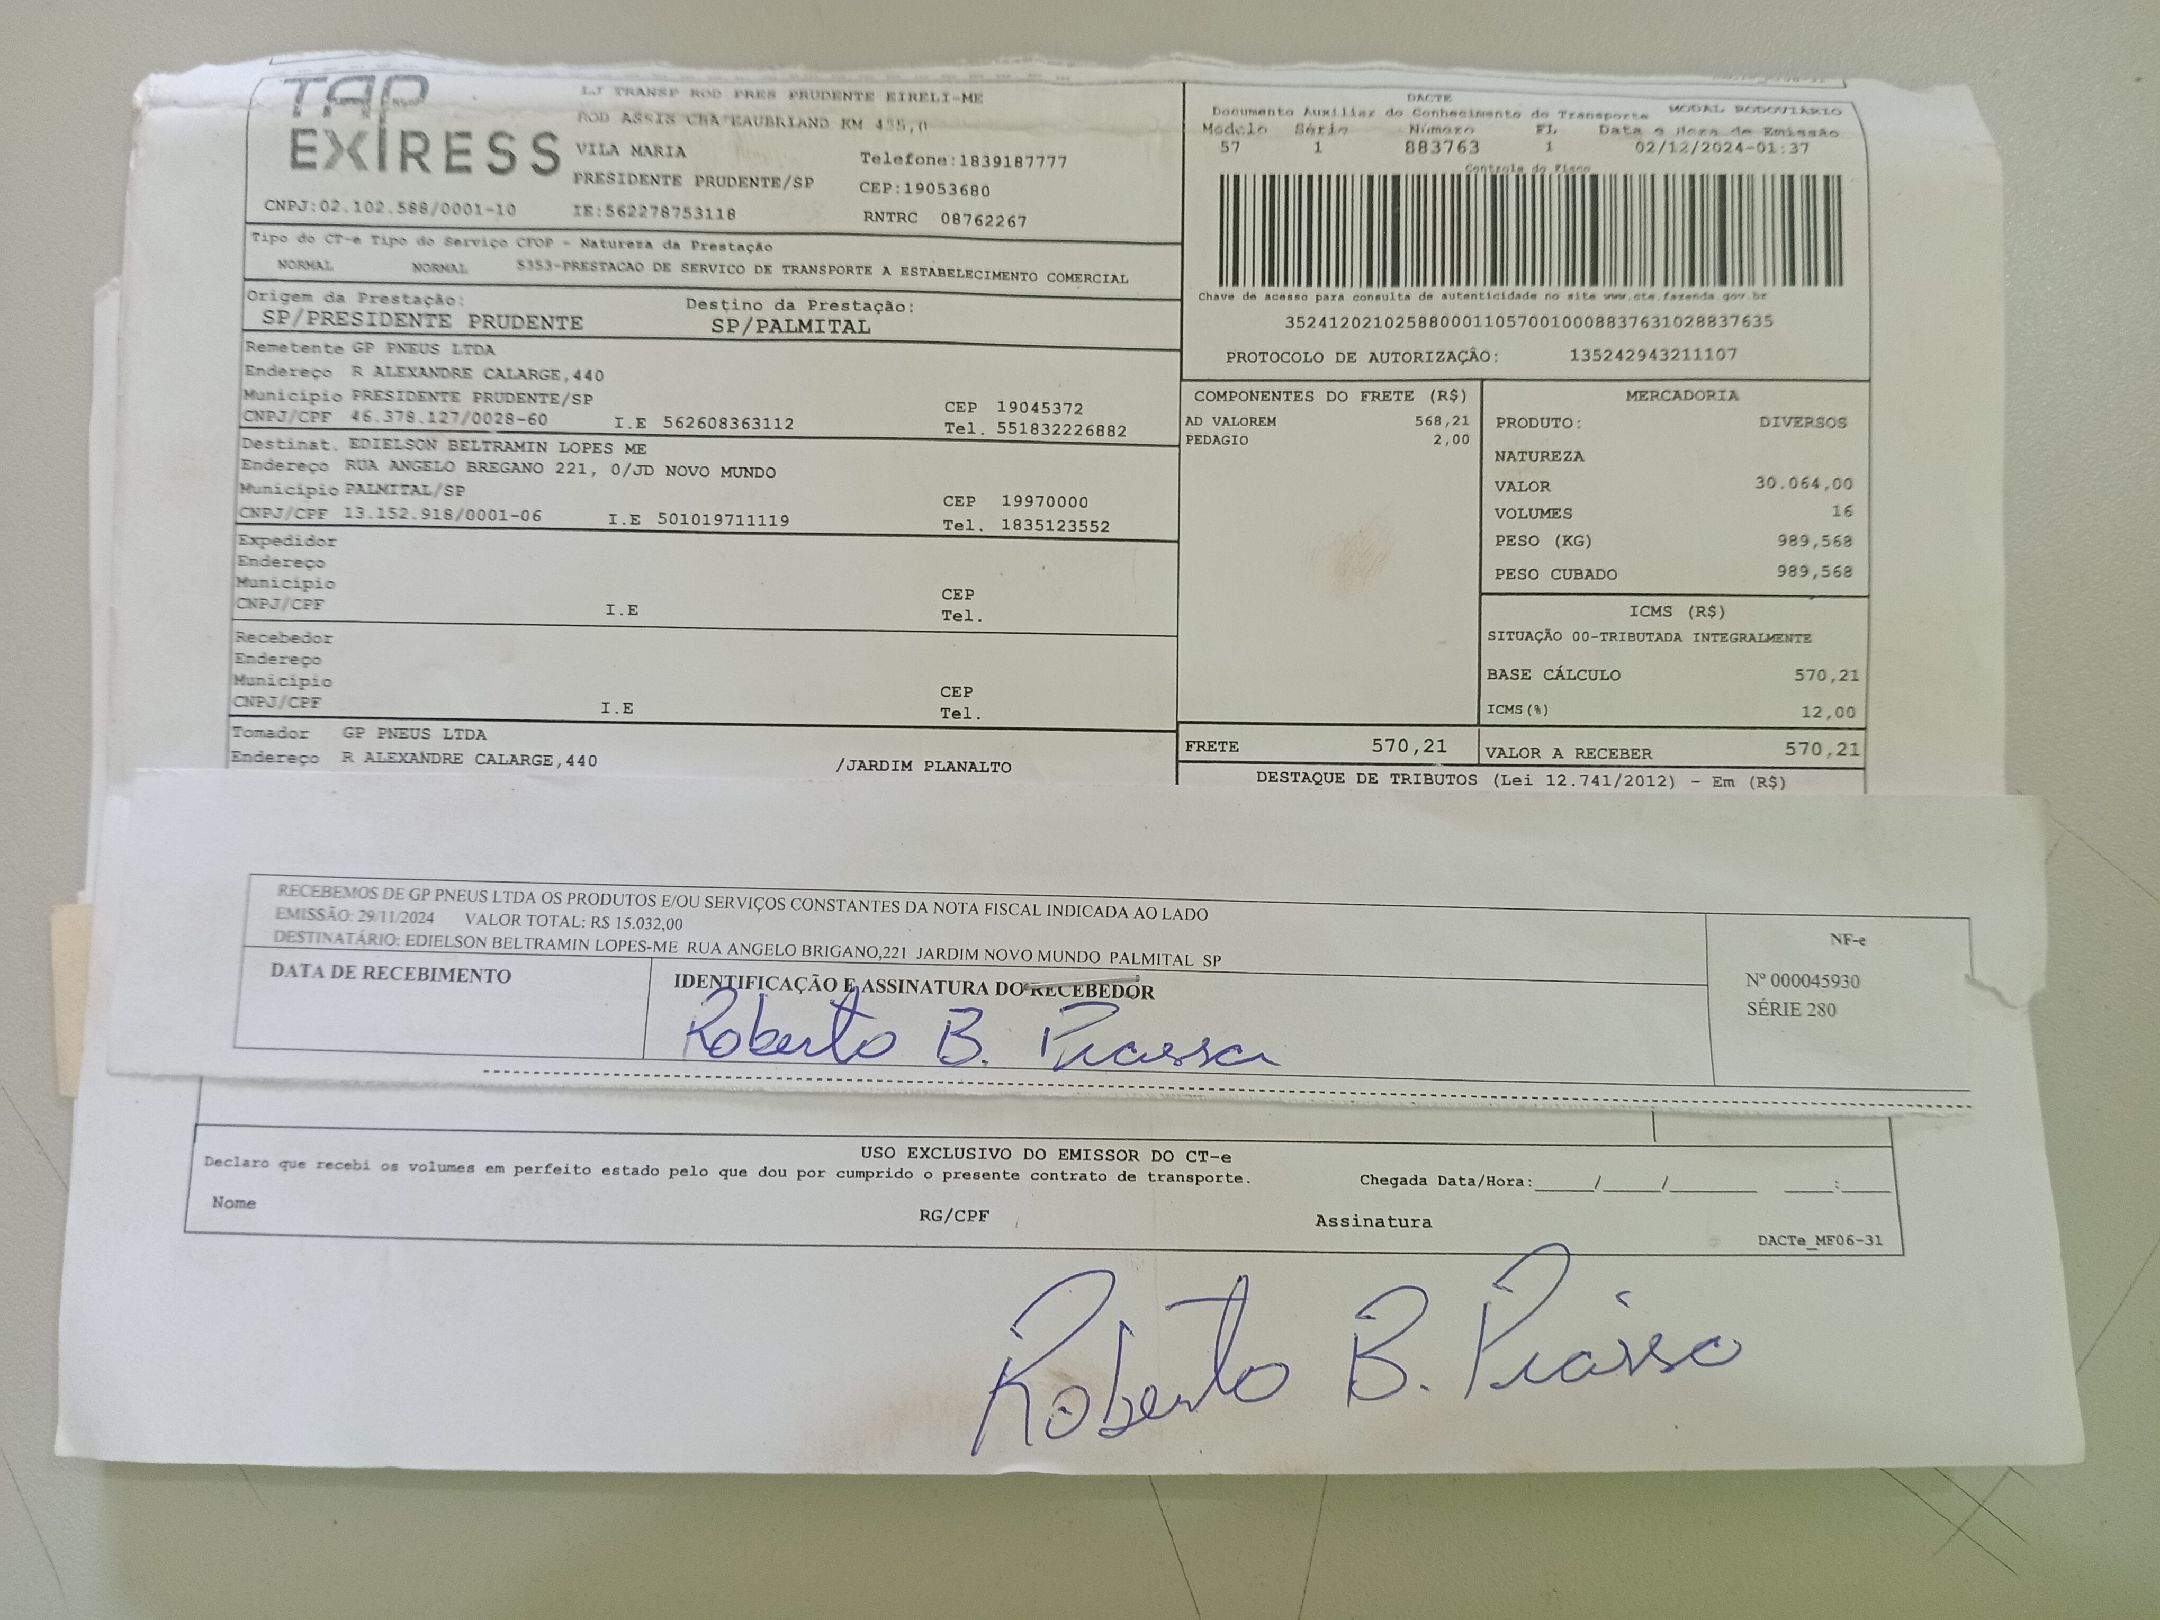 TAP
EXPRESS
LJ TRANSP ROD PRES PRUDENTE EIRELI-ME
ROD ASSIS CHATEAUBRIAND KM 455,0
VILA MARIA
Telefone:1839187777
PRESIDENTE PRUDENTE/SP
CEP:19053680
CNPJ:02.102.588/0001-10
IE:562278753118
RNTRC 08762267
Tipo do CT-e Tipo do Serviço CFOP - Natureza da Prestação
NORMAL NORMAL 5353-PRESTACAO DE SERVICO DE TRANSPORTE A ESTABELECIMENTO COMERCIAL
Origem da Prestação: Destino da Prestação:
SP/PRESIDENTE PRUDENTE SP/PALMITAL
Remetente GP PNEUS LTDA
Endereço R ALEXANDRE CALARGE,440
Município PRESIDENTE PRUDENTE/SP CEP 19045372
CNPJ/CPF 46.378.127/0028-60 I.E 562608363112 Tel. 551832226882
Destinat. EDIELSON BELTRAMIN LOPES ME
Endereço RUA ANGELO BREGANO 221, 0/JD NOVO MUNDO
Município PALMITAL/SP CEP 19970000
CNPJ/CPF 13.152.918/0001-06 I.E 501019711119 Tel. 1835123552
Expedidor
Endereço
Município CEP
CNPJ/CPF I.E Tel.
Recebedor
Endereço
Município CEP
CNPJ/CPF I.E Tel.
Tomador GP PNEUS LTDA
Endereço R ALEXANDRE CALARGE,440 /JARDIM PLANALTO
DACTE
Documento Auxiliar do Conhecimento de Transporte MODAL RODOVIÁRIO
Modelo Série Número FL Data e Hora de Emissão
57 1 883763 1 02/12/2024-01:37
Controle do Fisco
Chave de acesso para consulta de autenticidade no site www.cte.fazenda.gov.br
35241202102588000110570010008837631028837635
PROTOCOLO DE AUTORIZAÇÃO: 135242943211107
COMPONENTES DO FRETE (R$)
AD VALOREM 568,21
PEDAGIO 2,00
MERCADORIA
PRODUTO: DIVERSOS
NATUREZA
VALOR 30.064,00
VOLUMES 16
PESO (KG) 989,568
PESO CUBADO 989,568
ICMS (R$)
SITUAÇÃO 00-TRIBUTADA INTEGRALMENTE
BASE CÁLCULO 570,21
ICMS(%) 12,00
FRETE 570,21 VALOR A RECEBER 570,21
DESTAQUE DE TRIBUTOS (Lei 12.741/2012) - Em (R$)
RECEBEMOS DE GP PNEUS LTDA OS PRODUTOS E/OU SERVIÇOS CONSTANTES DA NOTA FISCAL INDICADA AO LADO
EMISSÃO: 29/11/2024 VALOR TOTAL: R$ 15.032,00
DESTINATÁRIO: EDIELSON BELTRAMIN LOPES-ME RUA ANGELO BRIGANO,221 JARDIM NOVO MUNDO PALMITAL SP
DATA DE RECEBIMENTO
IDENTIFICAÇÃO E ASSINATURA DO RECEBEDOR
Roberto B. Piassa
NF-e
Nº 000045930
SÉRIE 280
USO EXCLUSIVO DO EMISSOR DO CT-e
Declaro que recebi os volumes em perfeito estado pelo que dou por cumprido o presente contrato de transporte.
Chegada Data/Hora:_____/_____/________ ____:____
Nome RG/CPF Assinatura
DACTe_MF06-31
Roberto B. Piassa